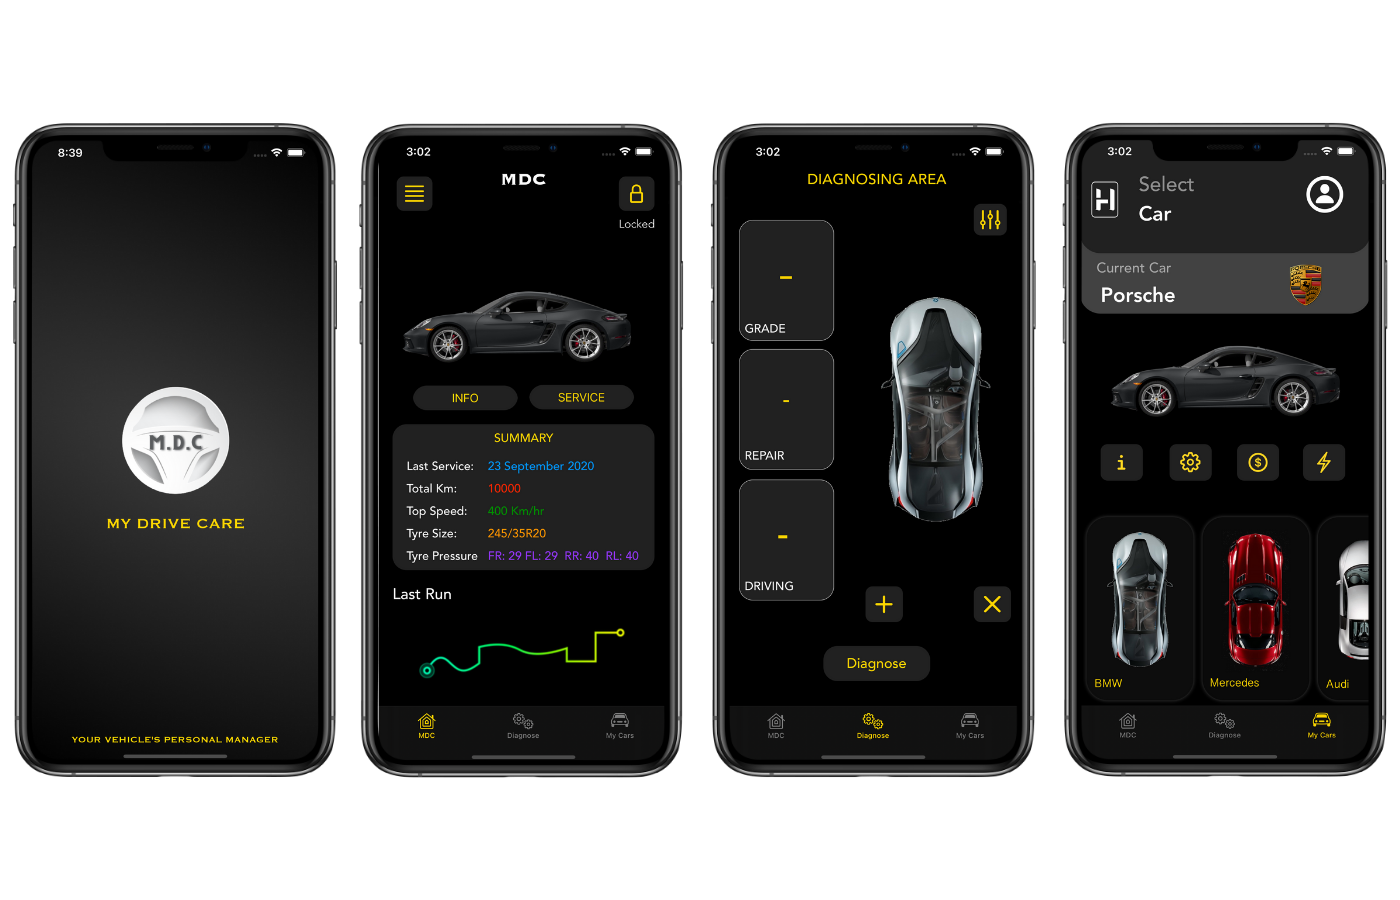 8:39
M.D.C
MY DRIVE CARE
YOUR VEHICLE'S PERSONAL MANAGER
3:02
MDC
Locked
INFO
SERVICE
SUMMARY
Last Service: 23 September 2020
Total Km: 10000
Top Speed: 400 Km/hr
Tyre Size: 245/35R20
Tyre Pressure FR: 29 FL: 29 RR: 40 RL: 40
Last Run
MDC
Diagnose
My Cars
3:02
DIAGNOSING AREA
-
GRADE
-
REPAIR
-
DRIVING
+
Diagnose
MDC
Diagnose
My Cars
3:02
H
Select
Car
Current Car
Porsche
i
$
BMW
Mercedes
Audi
MDC
Diagnose
My Cars